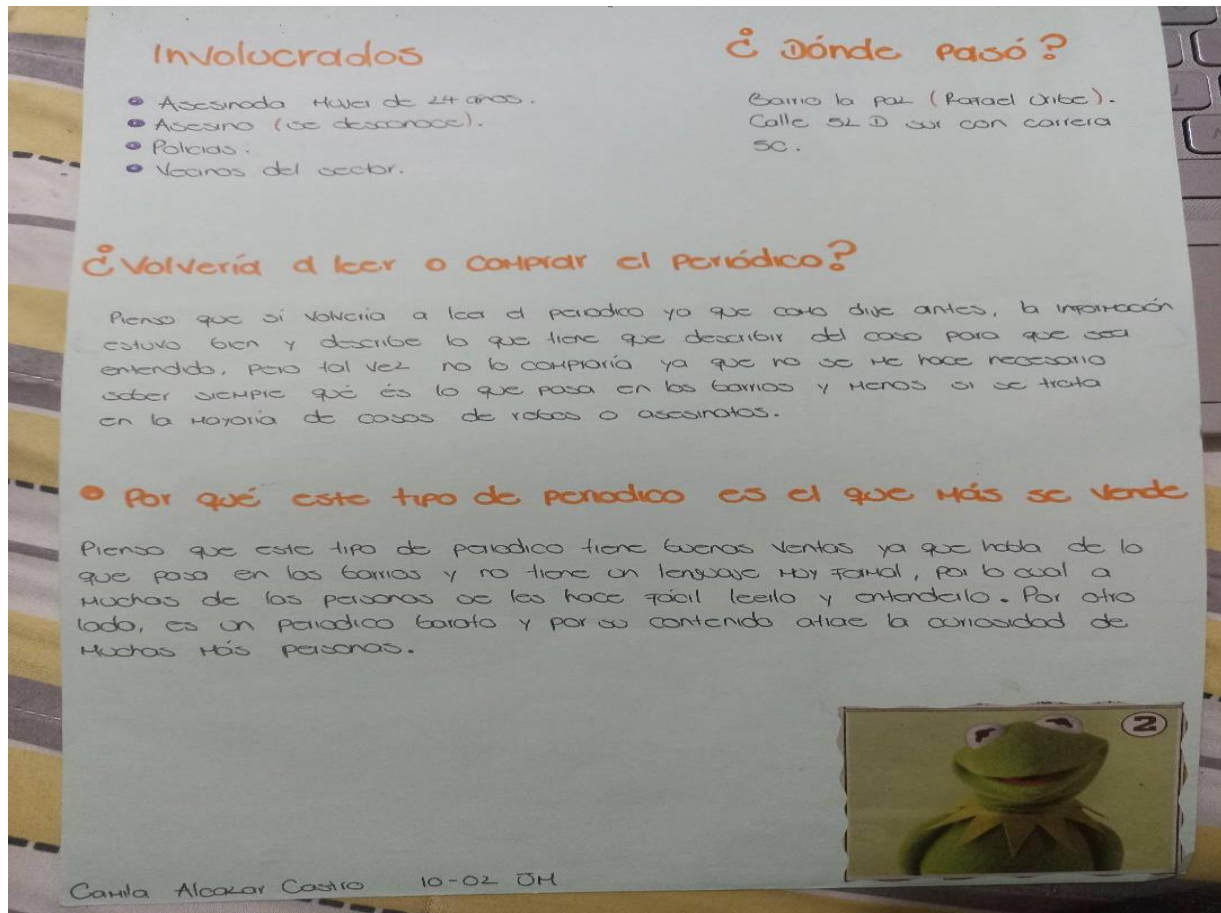 Involucrados
• Asesinada Mujer de 24 años.
• Asesino (se desconoce).
• Policias.
• Vecinos del sector.
¿Dónde pasó?
Barrio la paz (Rafael Uribe).
Calle 52 D sur con carrera
5C.
¿Volvería a leer o comprar el periódico?
Pienso que si volveria a leer el periodico ya que como dije antes, la información
estuvo bien y describe lo que tiene que describir del caso para que sea
entendido, pero tal vez no lo compraría ya que no se me hace necesario
saber siempre qué és lo que pasa en los barrios y menos si se trata
en la mayoría de casos de robos o asesinatos.
• Por qué este tipo de periodico es el que más se vende
Pienso que este tipo de periodico tiene buenas ventas ya que habla de lo
que pasa en los barrios y no tiene un lenguaje muy formal, por lo cual a
muchas de las personas se les hace fácil leerlo y entenderlo. Por otro
lado, es un periodico barato y por su contenido atrae la curiosidad de
muchas más personas.
2
Camila Alcazar Castro 10-02 JM